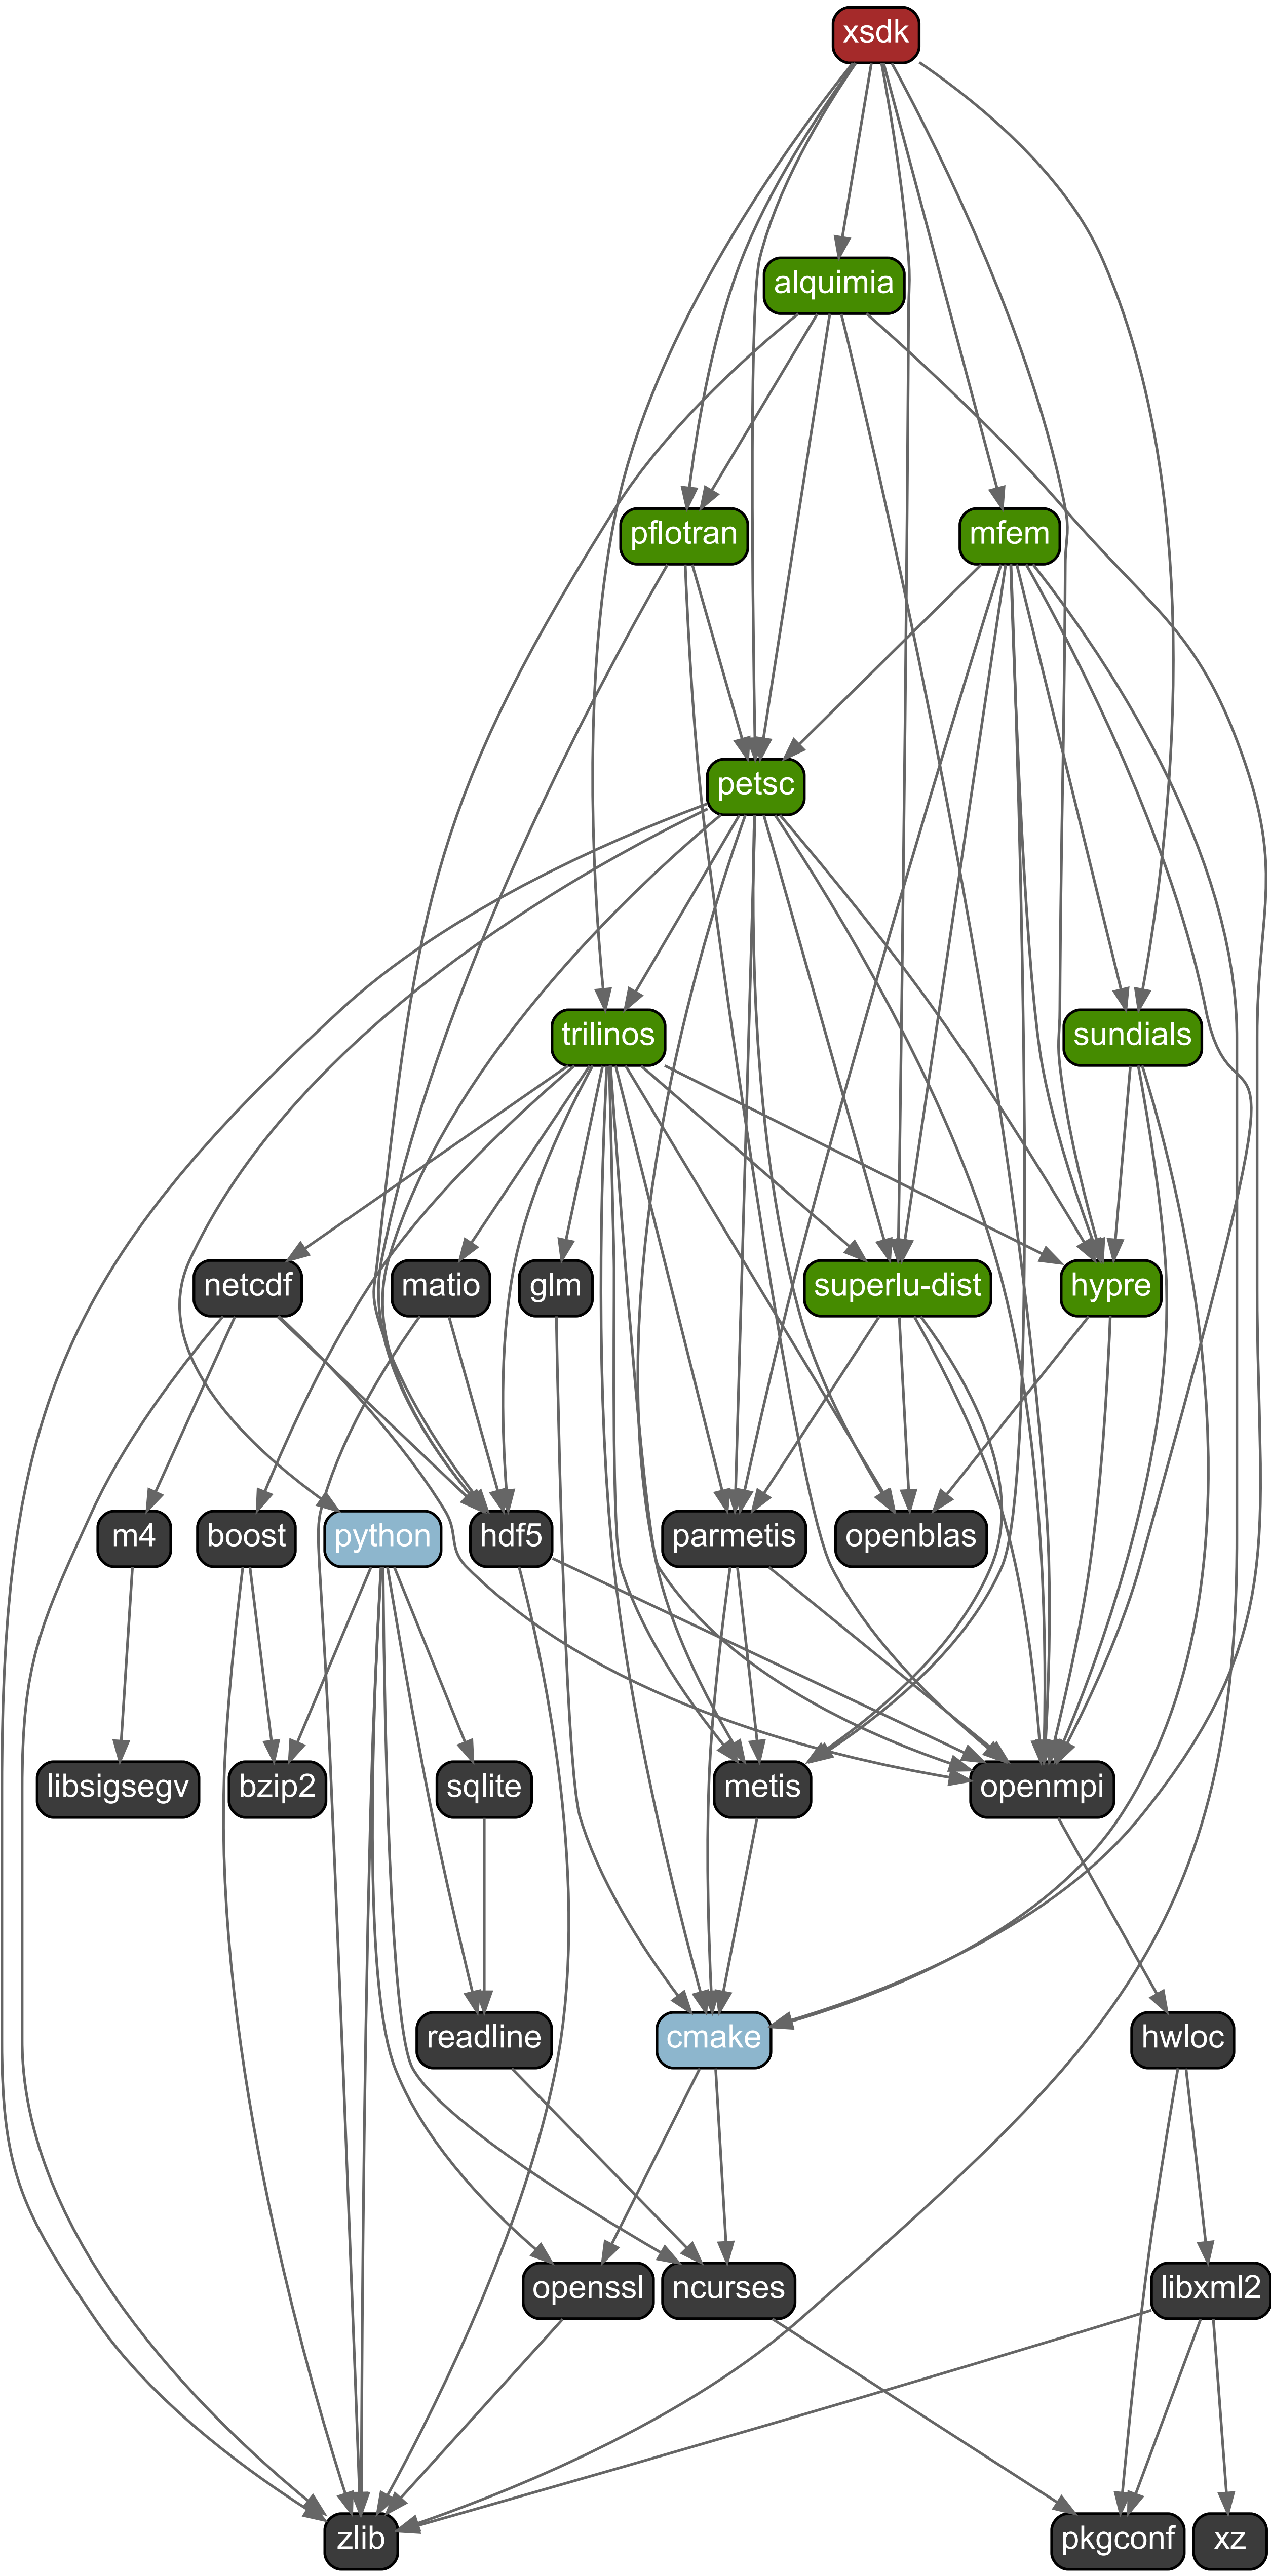 xsdk
alquimia
pflotran
mfem
petsc
trilinos
sundials
netcdf
matio
glm
superlu-dist
hypre
m4
boost
python
hdf5
parmetis
openblas
libsigsegv
bzip2
sqlite
metis
openmpi
readline
cmake
hwloc
openssl
ncurses
libxml2
zlib
pkgconf
xz